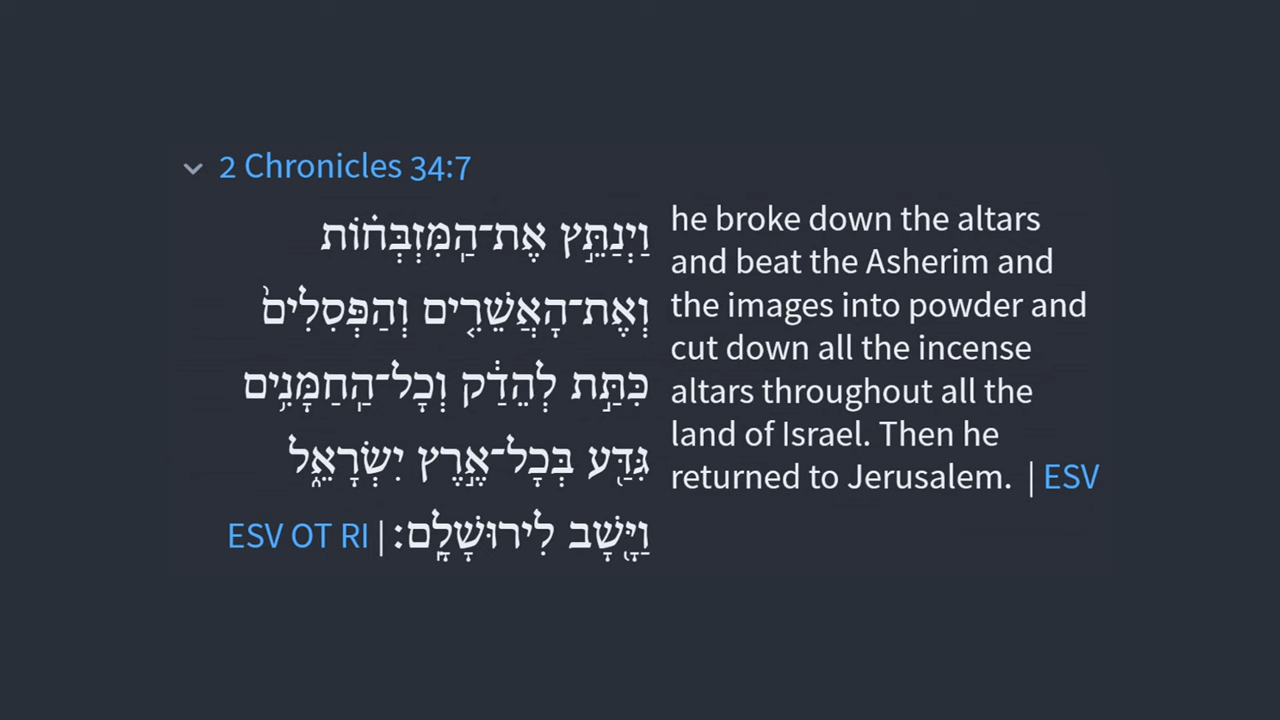 2 Chronicles 34:7
וַיְנַתֵּ֣ץ אֶת־הַֽמִּזְבְּח֗וֹת
וְאֶת־הָאֲשֵׁרִ֤ים וְהַפְּסִלִים֙
כִּתַּ֣ת לְהֵדַ֔ק וְכָל־הַֽחַמָּנִ֥ים
גִּדַּ֖ע בְּכָל־אֶ֣רֶץ יִשְׂרָאֵ֑ל
וַיָּ֖שָׁב לִירוּשָׁלָֽ͏ִם׃ | ESV OT RI
he broke down the altars
and beat the Asherim and
the images into powder and
cut down all the incense
altars throughout all the
land of Israel. Then he
returned to Jerusalem. | ESV